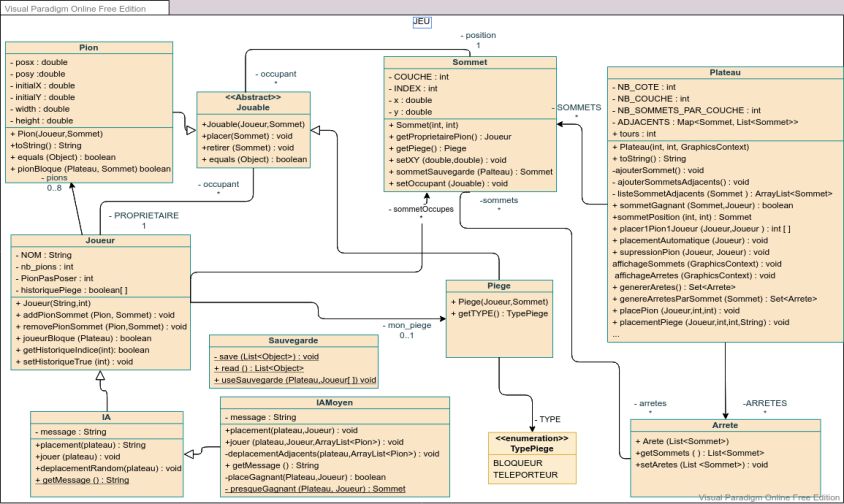 Visual Paradigm Online Free Edition
JEU
Pion
- posx : double
- posy :double
- initialX : double
- initialY : double
- width : double
- height : double
+ Pion(Joueur,Sommet)
+toString() : String
+ equals (Object) : boolean
+ pionBloque (Plateau, Sommet) boolean
- pions
0..8
- occupant
*
<<Abstract>>
Jouable
+Jouable(Joueur,Sommet)
+placer(Sommet) : void
+retirer (Sommet) : void
+ equals (Object) : boolean
- occupant
*
- PROPRIETAIRE
1
- position
1
Sommet
- COUCHE : int
- INDEX : int
- x : double
- y : double
+ Sommet(int, int)
+ getProprietairePion() : Joueur
+ getPiege() : Piege
+ setXY (double,double) : void
+ sommetSauvegarde (Palteau) : Sommet
+ setOccupant (Jouable) : void
- SOMMETS
*
- sommetOccupes
*
-sommets
*
Plateau
- NB_COTE : int
- NB_COUCHE : int
- NB_SOMMETS_PAR_COUCHE : int
- ADJACENTS : Map<Sommet, List<Sommet>>
+ tours : int
+ Plateau(int, int, GraphicsContext)
+ toString() : String
-ajouterSommet() : void
- ajouterSommetsAdjacents() : void
- listeSommetAdjacents (Sommet ) : ArrayList<Sommet>
+ sommetGagnant (Sommet,Joueur) : boolean
+sommetPosition (int, int) : Sommet
+ placer1Pion1Joueur (Joueur,Joueur ) : int [ ]
+ placementAutomatique (Joueur) : void
+ supressionPion (Joueur, Joueur) : void
affichageSommets (GraphicsContext) : void
affichageArretes (GraphicsContext) : void
+ genererAretes() : Set<Arrete>
+ genereArretesParSommet (Sommet) : Set<Arrete>
+ placePion (Joueur,int,int) : void
+ placementPiege (Joueur,int,int,String) : void
...
Joueur
- NOM : String
- nb_pions : int
- PionPasPoser : int
- historiquePiege : boolean[ ]
+ Joueur(String,int)
+ addPionSommet (Pion, Sommet) : void
+ removePionSommet (Pion,Sommet) : void
+ joueurBloque (Plateau) : boolean
+ getHistoriqueIndice(int): boolean
+ setHistoriqueTrue (int) : void
Piege
+ Piege(Joueur,Sommet)
+ getTYPE() : TypePiege
- mon_piege
0..1
Sauvegarde
- save (List<Object>) : void
+ read () : List<Object>
+ useSauvegarde (Plateau,Joueur[ ]) void
IA
- message : String
+placement(plateau) : String
+jouer (plateau) : void
+deplacementRandom(plateau) : void
+ getMessage () : String
IAMoyen
- message : String
+placement(plateau,Joueur) : void
+jouer (plateau,Joueur,ArrayList<Pion>) : void
-deplacementAdjacents(plateau,ArrayList<Pion>) : void
+ getMessage () : String
-placeGagnant(Plateau,Joueur) : boolean
- presqueGagnant (Plateau, Joueur) : Sommet
- TYPE
<<enumeration>>
TypePiege
BLOQUEUR
TELEPORTEUR
- arretes
*
-ARRETES
*
Arrete
+ Arete (List<Sommet>)
+getSommets ( ) : List<Sommet>
+setAretes (List <Sommet>) : void
Visual Paradigm Online Free Edition